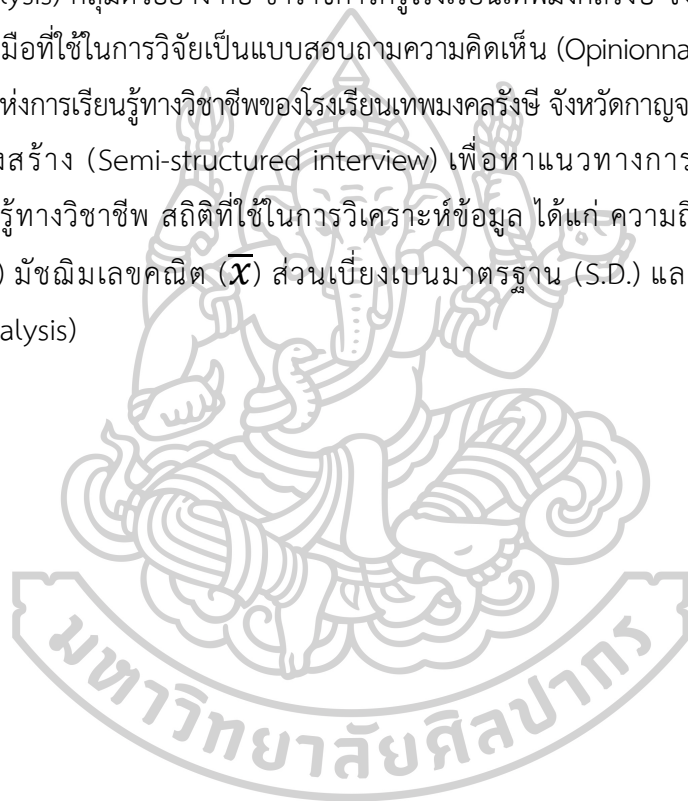 lysis) กลุ่มตัวอย่าง คือ ข้าราชการครูโรงเรียนเทพมงคลรังษี
มือที่ใช้ในการวิจัยเป็นแบบสอบถามความคิดเห็น (Opinionna
ห่งการเรียนรู้ทางวิชาชีพของโรงเรียนเทพมงคลรังษี จังหวัดกาญจ
งสร้าง (Semi-structured interview) เพื่อหาแนวทางการ
รู้ทางวิชาชีพ สถิติที่ใช้ในการวิเคราะห์ข้อมูล ได้แก่ ความถี
) มัชฌิมเลขคณิต (x̄) ส่วนเบี่ยงเบนมาตรฐาน (S.D.) แล
alysis)
มหาวิทยาลัยศิลปากร